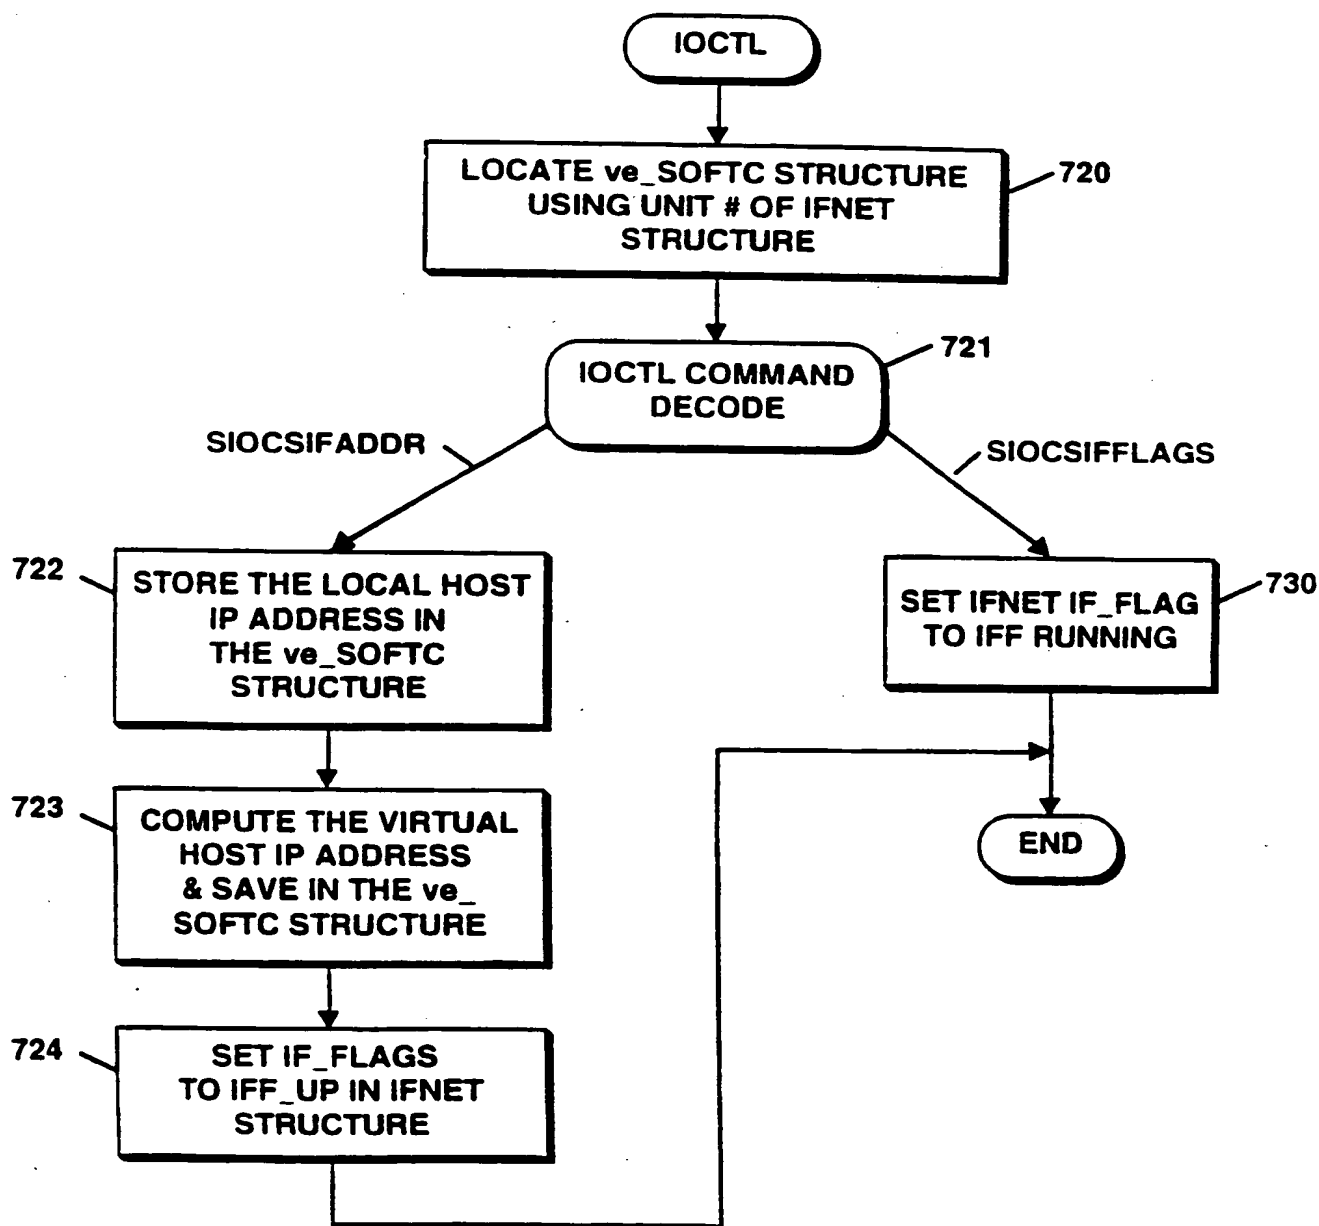 IOCTL
LOCATE ve_SOFTC STRUCTURE
USING UNIT # OF IFNET
STRUCTURE
720
IOCTL COMMAND
DECODE
721
SIOCSIFADDR
SIOCSIFFLAGS
722
STORE THE LOCAL HOST
IP ADDRESS IN
THE ve_SOFTC
STRUCTURE
SET IFNET IF_FLAG
TO IFF RUNNING
730
723
COMPUTE THE VIRTUAL
HOST IP ADDRESS
& SAVE IN THE ve_
SOFTC STRUCTURE
END
724
SET IF_FLAGS
TO IFF_UP IN IFNET
STRUCTURE